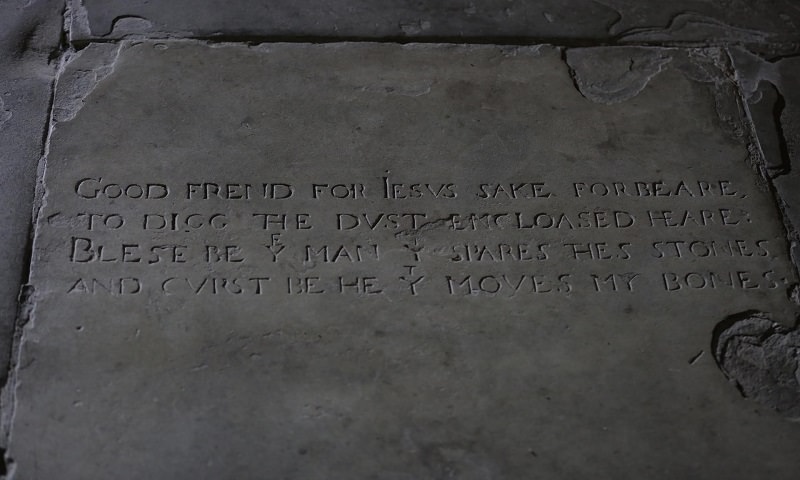 GOOD FREND FOR IESVS SAKE FORBEARE,
TO DIGG THE DVST ENCLOASED HEARE:
BLESE BE Yͤ MAN Yͭ SPARES THES STONES
AND CVRST BE HE Yͭ MOVES MY BONES.